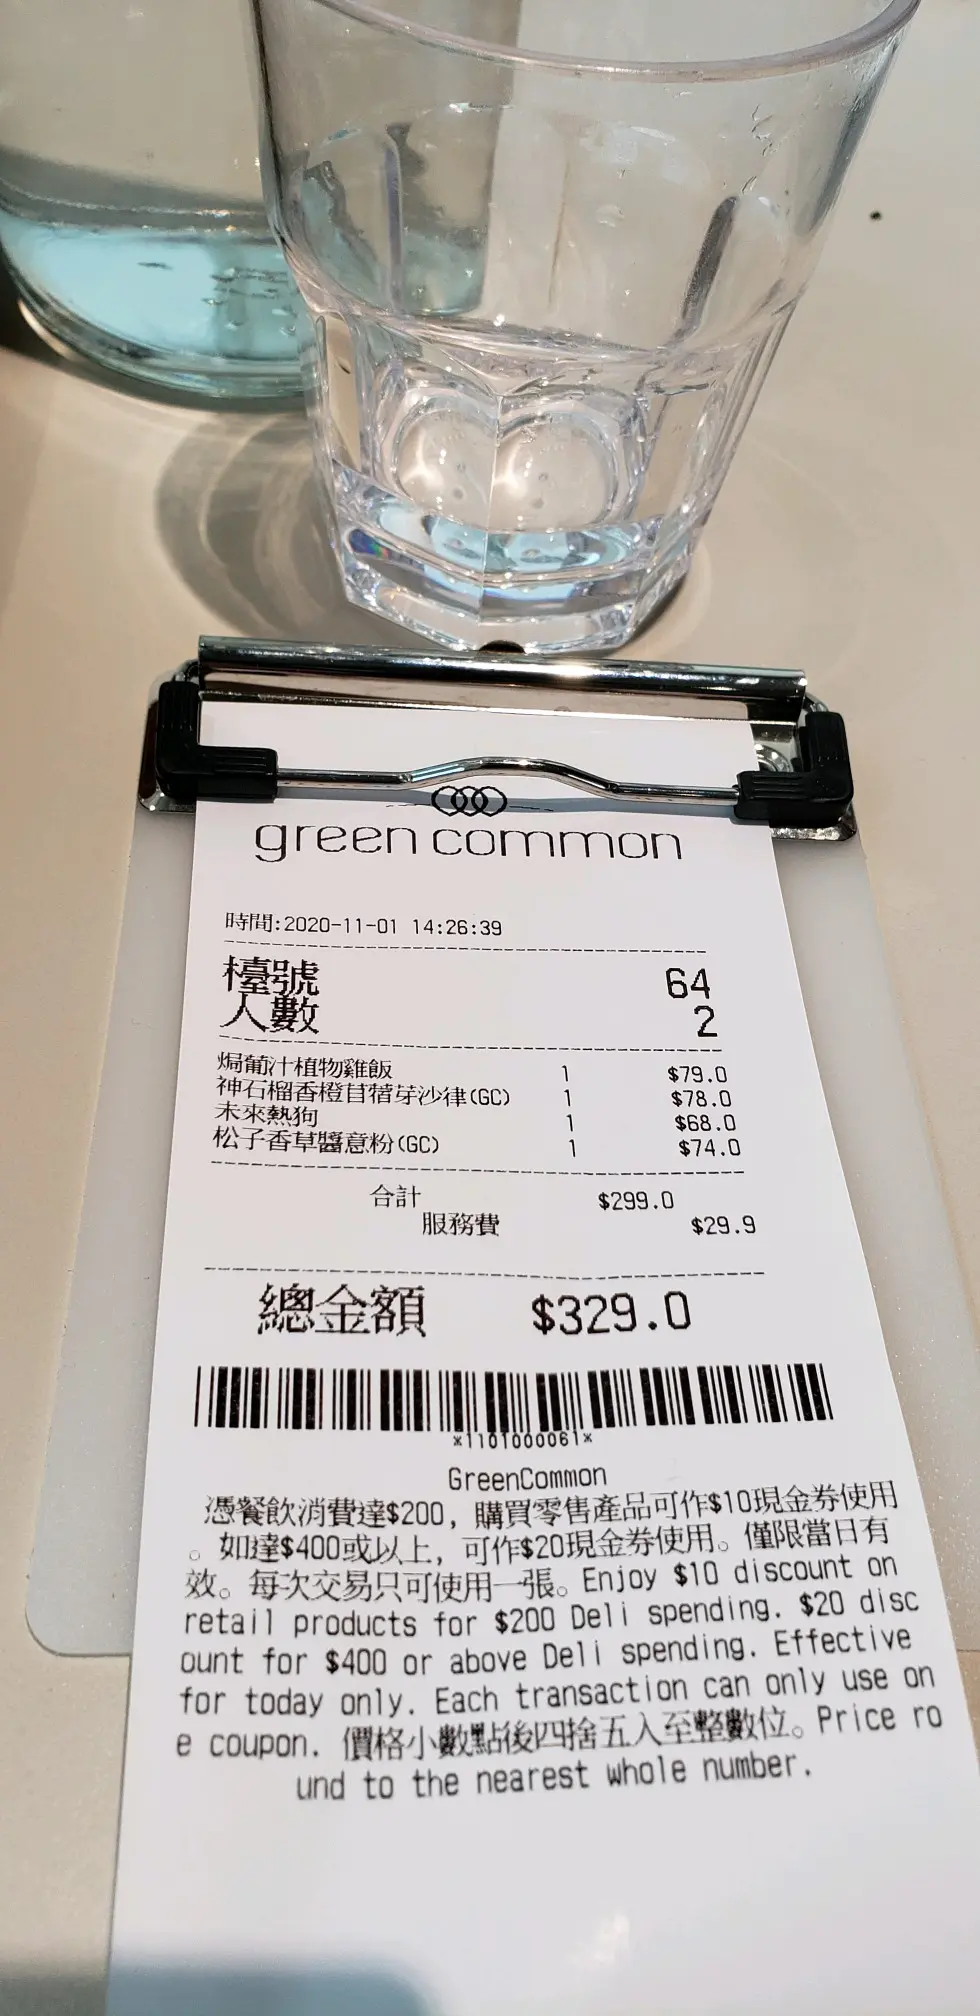 green common
時間:2020-11-01 14:26:39
檯號 64
人數 2
焗葡汁植物雞飯 1 $79.0
神石榴香橙苜蓿芽沙律(GC) 1 $78.0
未來熱狗 1 $68.0
松子香草醬意粉(GC) 1 $74.0
合計 $299.0
服務費 $29.9
總金額 $329.0
*1101000061*
GreenCommon
憑餐飲消費達$200, 購買零售產品可作$10現金券使用
。如達$400或以上, 可作$20現金券使用。僅限當日有
效。每次交易只可使用一張。Enjoy $10 discount on
retail products for $200 Deli spending. $20 disc
ount for $400 or above Deli spending. Effective
for today only. Each transaction can only use on
e coupon. 價格小數點後四捨五入至整數位。Price ro
und to the nearest whole number.